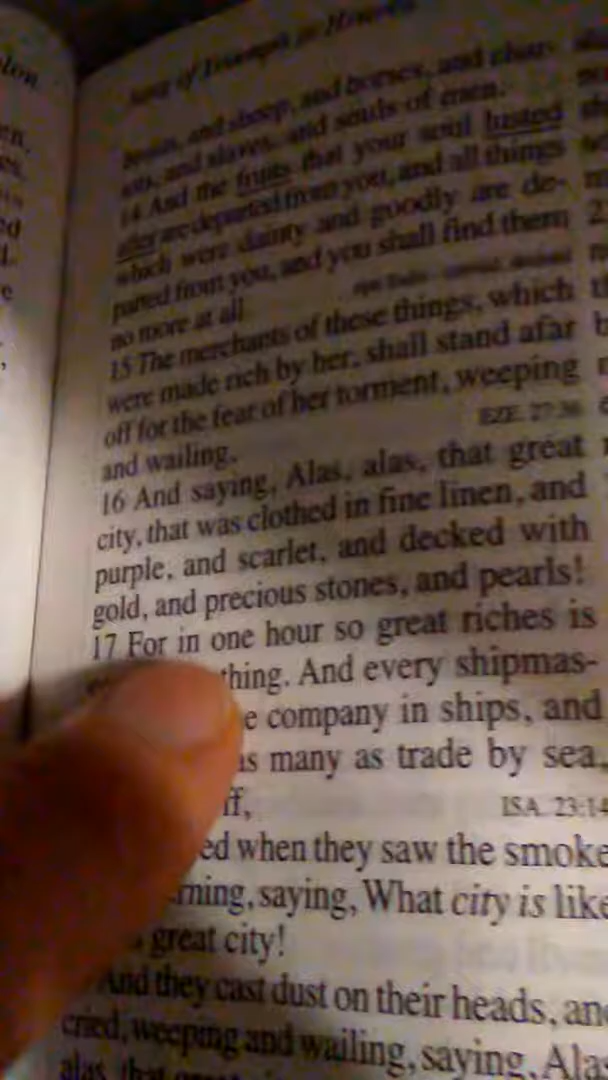 lon
Song of Triumph in Heaven
beasts, and sheep, and horses, and chari-
ots, and slaves, and souls of men.
14 And the fruits that your soul lusted
after are departed from you, and all things
which were dainty and goodly are de-
parted from you, and you shall find them
no more at all.
15 The merchants of these things, which
were made rich by her, shall stand afar
off for the fear of her torment, weeping
EZE. 27:36
and wailing,
16 And saying, Alas, alas, that great
city, that was clothed in fine linen, and
purple, and scarlet, and decked with
gold, and precious stones, and pearls!
17 For in one hour so great riches is
thing. And every shipmas-
e company in ships, and
as many as trade by sea,
ff, ISA. 23:14
ed when they saw the smoke
rning, saying, What city is like
great city!
And they cast dust on their heads, and
cried, weeping and wailing, saying, Alas
alas, that great